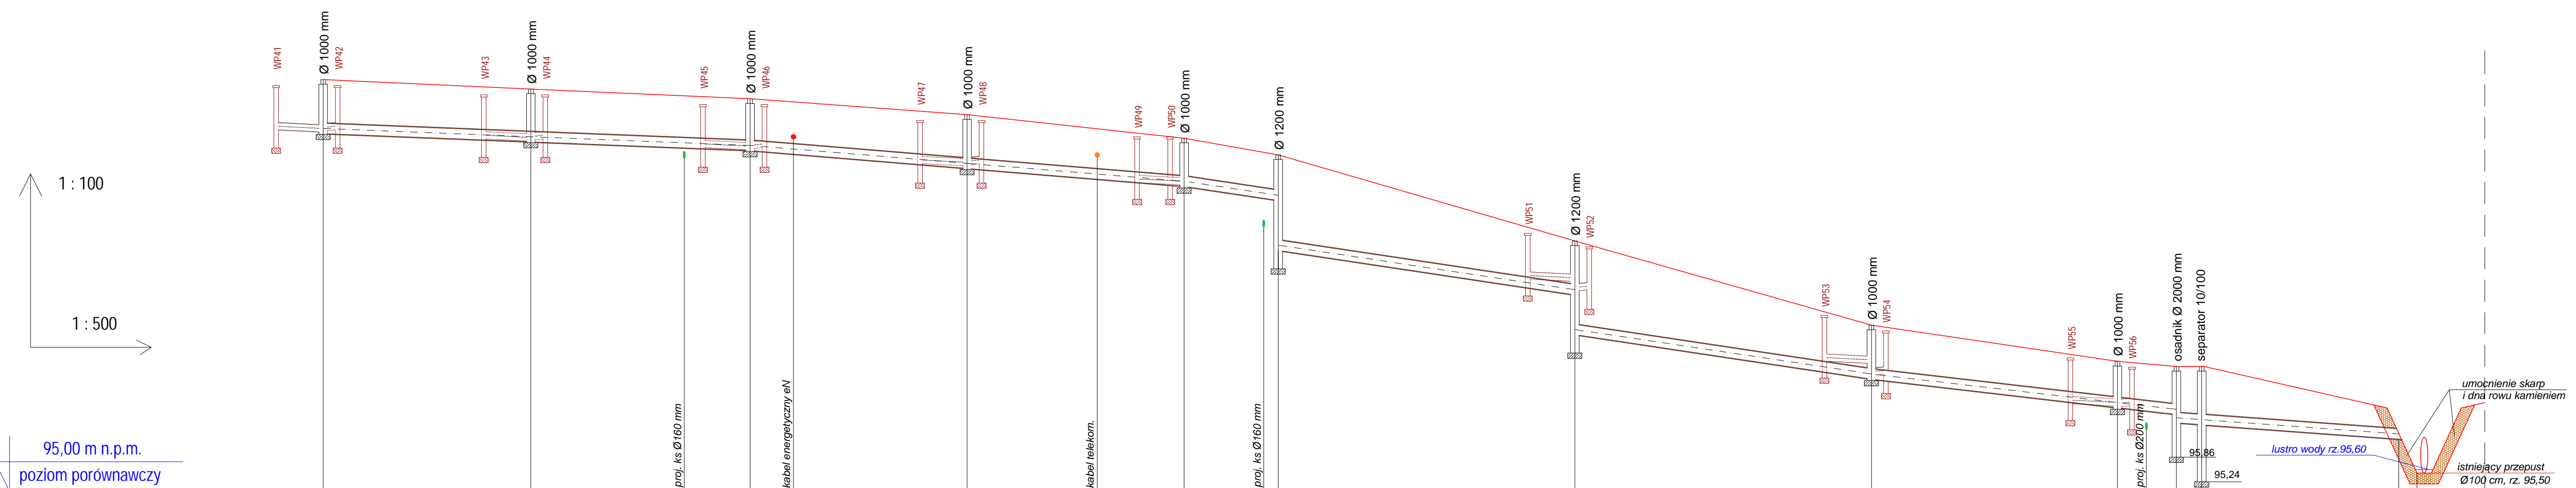 WP41
Ø 1000 mm
WP42
WP43
Ø 1000 mm
WP44
WP45
Ø 1000 mm
WP46
WP47
Ø 1000 mm
WP48
WP49
WP50
Ø 1000 mm
Ø 1200 mm
WP51
Ø 1200 mm
WP52
WP53
Ø 1000 mm
WP54
WP55
Ø 1000 mm
WP56
osadnik Ø 2000 mm
separator 10/100
1 : 100
1 : 500
95,00 m n.p.m.
poziom porównawczy
proj. ks Ø160 mm
kabel energetyczny eN
kabel telekom.
proj. ks Ø160 mm
proj. ks Ø200 mm
95,86
95,24
umocnienie skarp
i dna rowu kamieniem
lustro wody rz.95,60
istniejący przepust
Ø100 cm, rz. 95,50